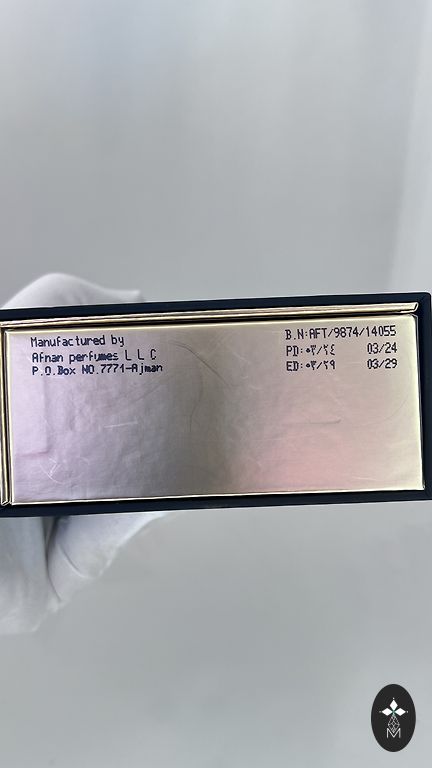 Manufactured by
Afnan perfumes L L C
P.O.Box NO.7771-Ajman
B.N:AFT/9874/14055
PD:٠٣/٢٤ 03/24
ED:٠٣/٢٩ 03/29